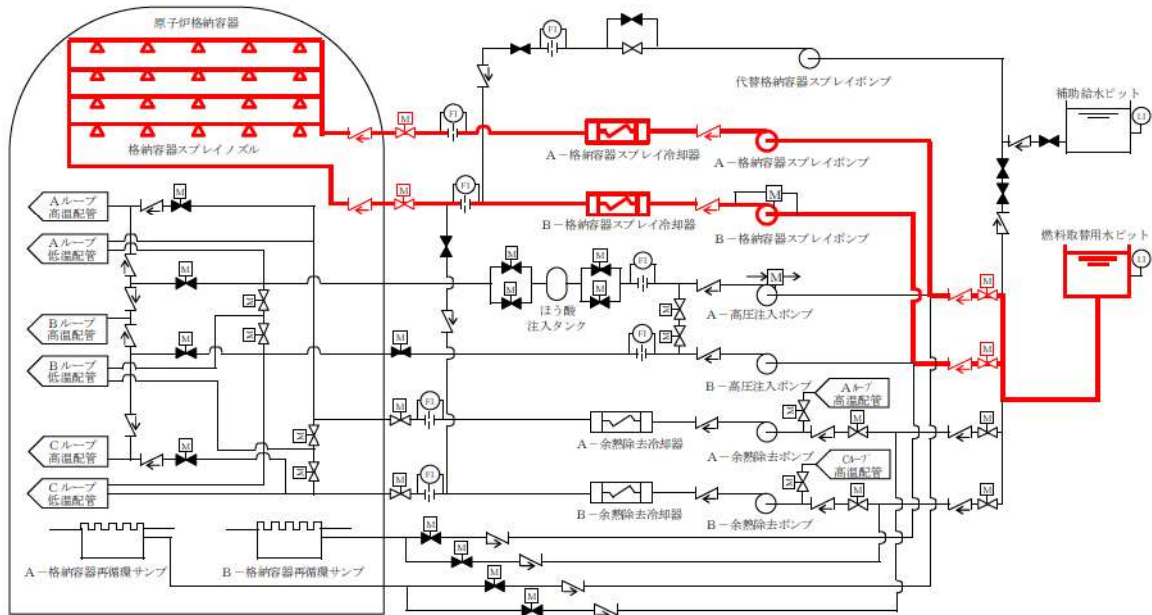 原子炉格納容器
FI
代替格納容器スプレイポンプ
補助給水ピット
LI
M
FI
格納容器スプレイノズル
A－格納容器スプレイ冷却器
A－格納容器スプレイポンプ
M
FI
M
Aループ
高温配管
M
B－格納容器スプレイ冷却器
B－格納容器スプレイポンプ
燃料取替用水ピット
LI
Aループ
低温配管
M
M
M
FI
M
M
M
M
ほう酸
注入タンク
M
M
A－高圧注入ポンプ
M
Bループ
高温配管
M
M
M
FI
M
M
Bループ
低温配管
B－高圧注入ポンプ
Aループ
高温配管
M
FI
M
M
M
M
A－余熱除去冷却器
A－余熱除去ポンプ
Cループ
高温配管
M
Cループ
高温配管
M
FI
M
M
M
M
Cループ
低温配管
B－余熱除去冷却器
B－余熱除去ポンプ
M
M
A－格納容器再循環サンプ
B－格納容器再循環サンプ
M
M